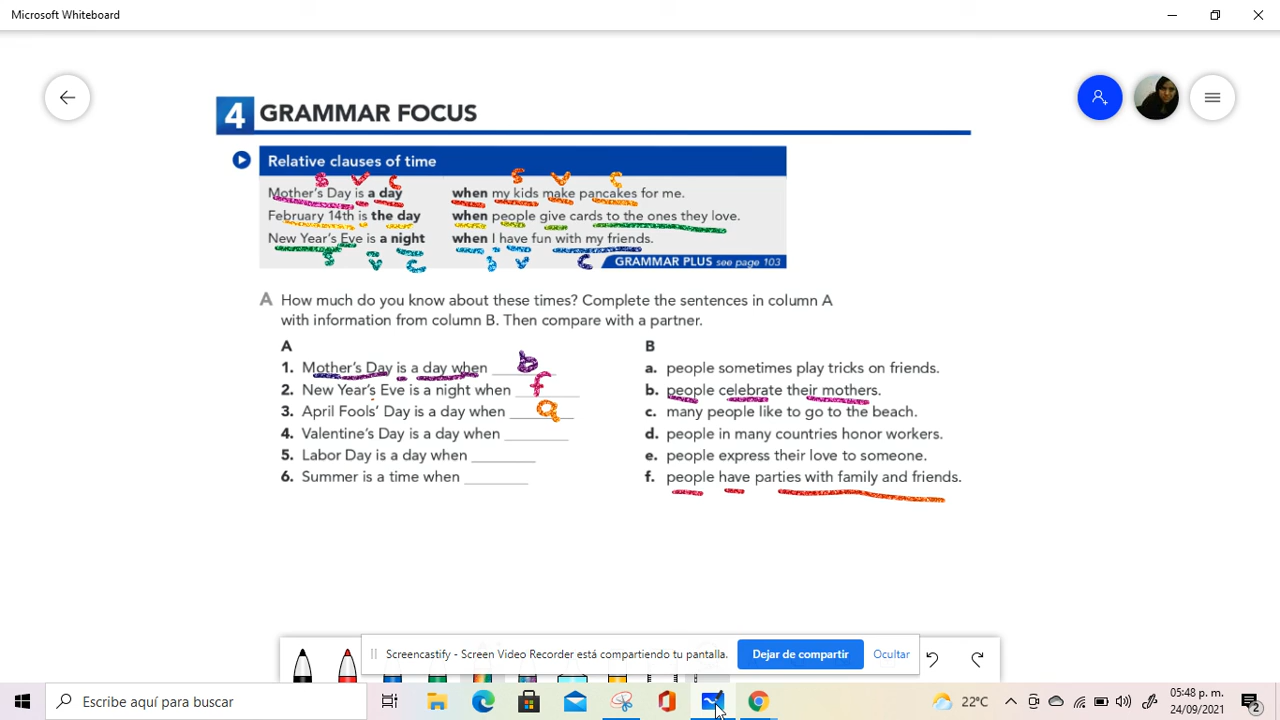 Microsoft Whiteboard
4 GRAMMAR FOCUS
Relative clauses of time
S V C S V C
Mother's Day is a day when my kids make pancakes for me.
February 14th is the day when people give cards to the ones they love.
New Year's Eve is a night when I have fun with my friends.
S V C S V C
GRAMMAR PLUS see page 103
A How much do you know about these times? Complete the sentences in column A
with information from column B. Then compare with a partner.
A
1. Mother's Day is a day when b
2. New Year's Eve is a night when f
3. April Fools' Day is a day when a
4. Valentine's Day is a day when ________
5. Labor Day is a day when ________
6. Summer is a time when ________
B
a. people sometimes play tricks on friends.
b. people celebrate their mothers.
c. many people like to go to the beach.
d. people in many countries honor workers.
e. people express their love to someone.
f. people have parties with family and friends.
Screencastify - Screen Video Recorder está compartiendo tu pantalla.
Dejar de compartir
Ocultar
Escribe aquí para buscar
22°C
05:48 p. m.
24/09/2021
2